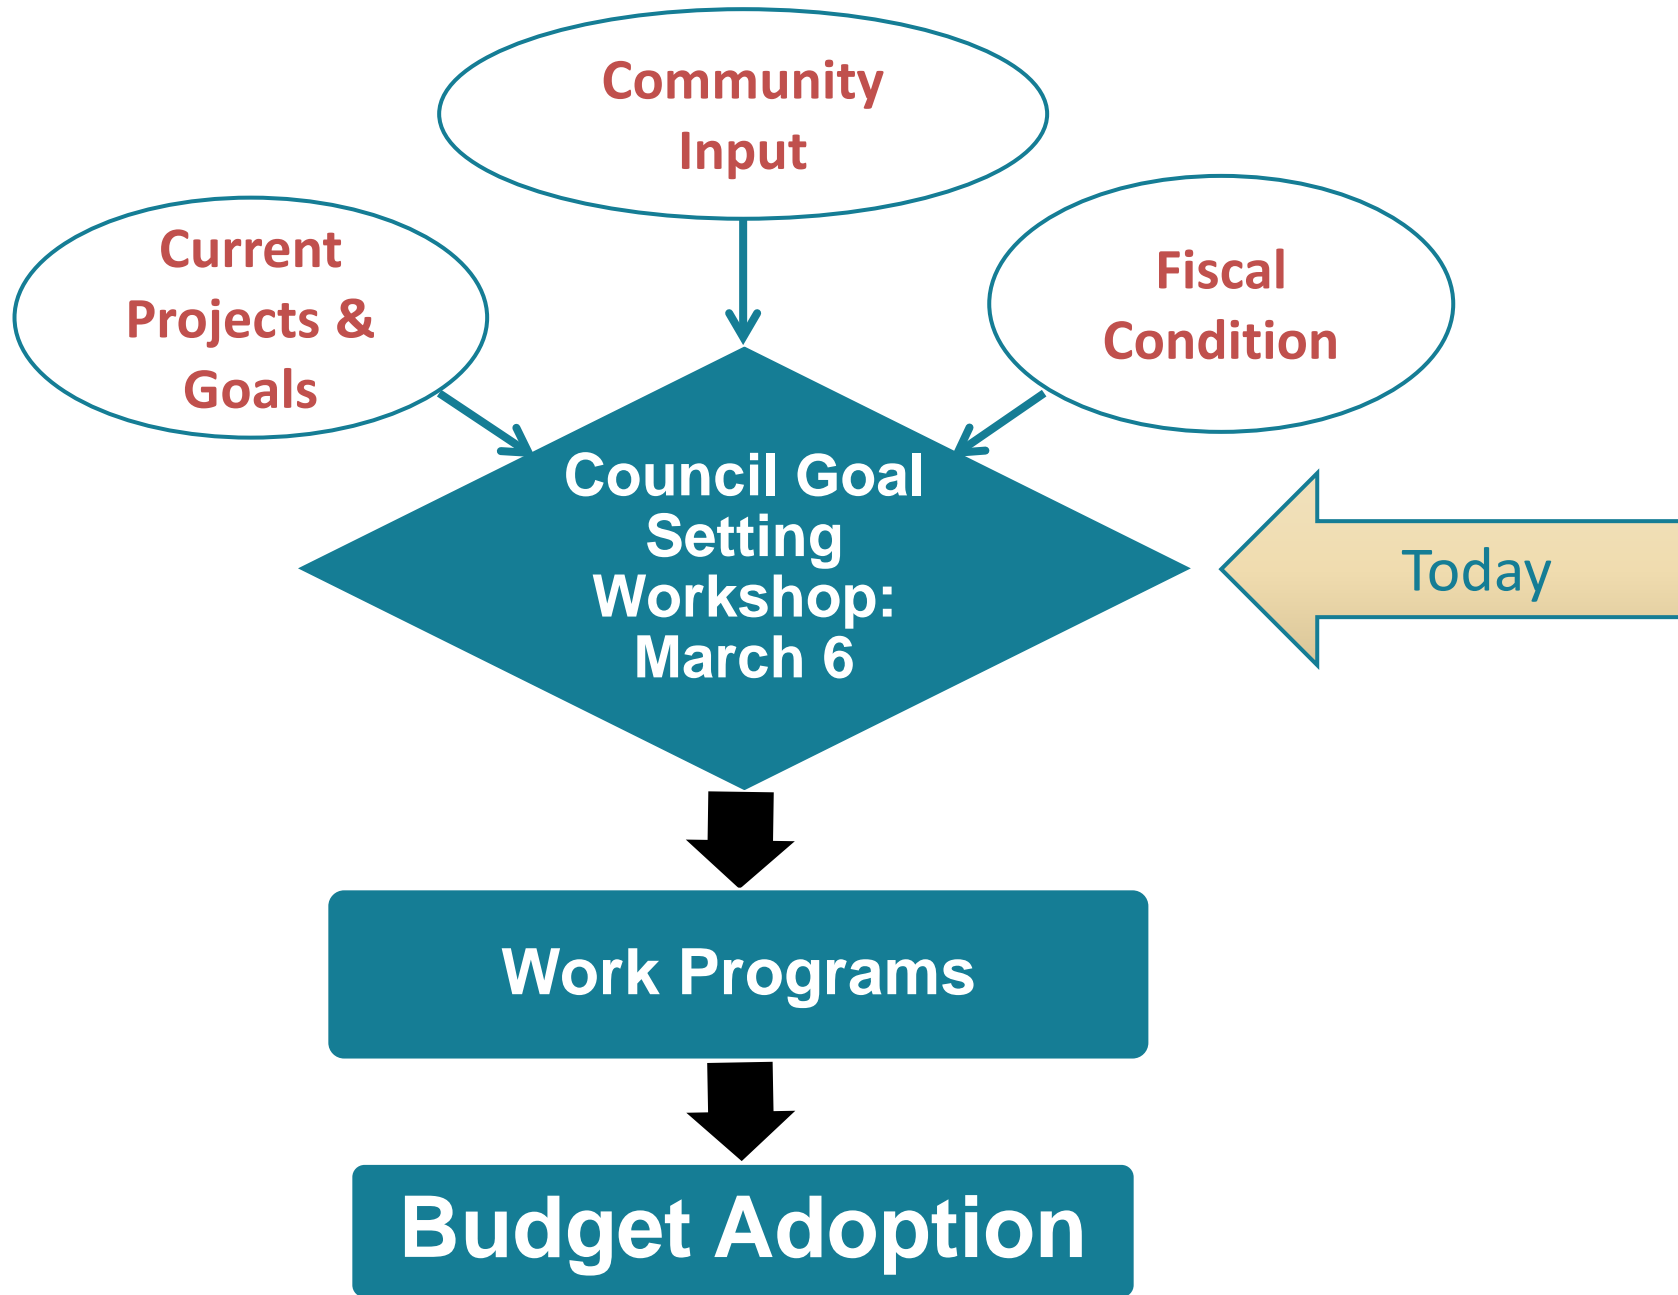 Community
Input
Current
Projects &
Goals
Fiscal
Condition
Council Goal
Setting
Workshop:
March 6
Today
Work Programs
Budget Adoption